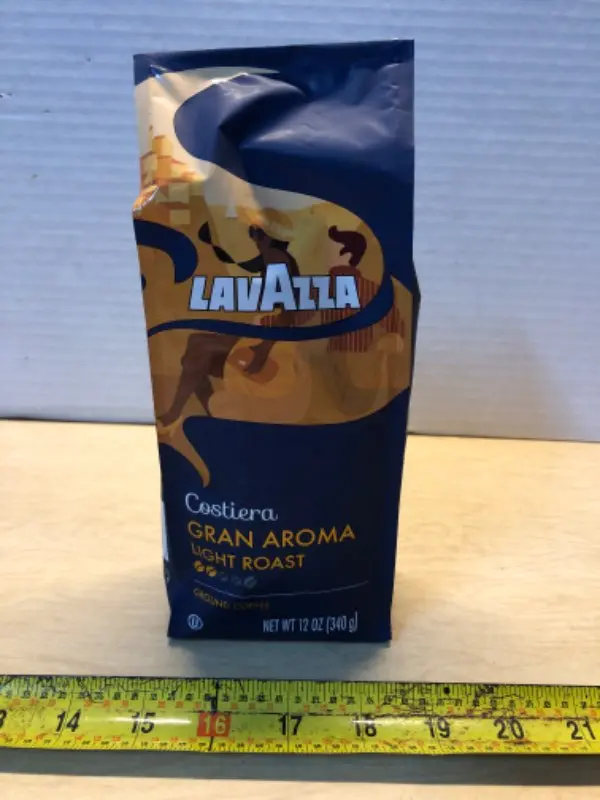 LAVAZZA
Costiera
GRAN AROMA
LIGHT ROAST
GROUND COFFEE
U
NET WT 12 OZ (340 g)
3 14 15 16 17 18 19 20 21